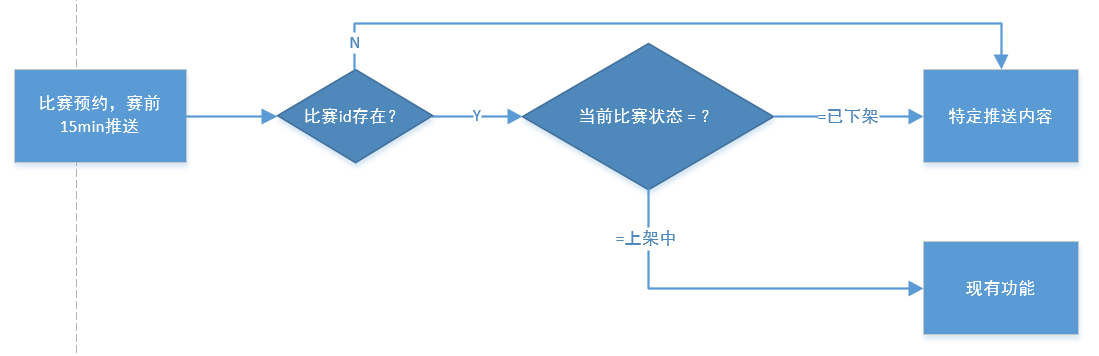 N
比赛预约，赛前
15min推送
比赛id存在？
Y
当前比赛状态 = ？
=已下架
特定推送内容
=上架中
现有功能